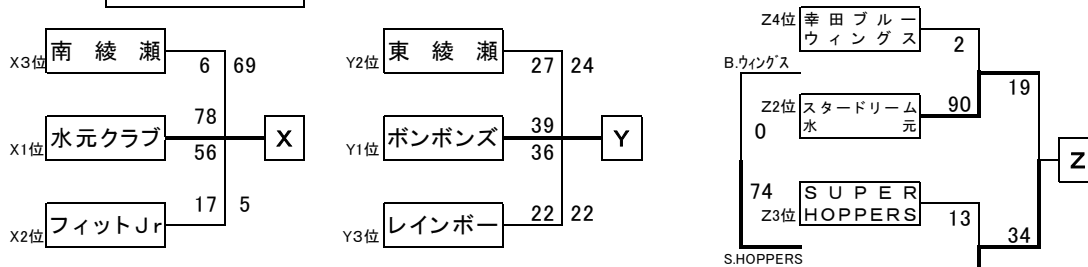 X3位
南 綾 瀬
6 69
78
X1位
水元クラブ
X
56
17 5
X2位
フィットJr
Y2位
東 綾 瀬
27 24
39
Y1位
ボンボンズ
Y
36
22 22
Y3位
レインボー
Z4位
幸田ブルー
ウィングス
2
B.ウィングス
19
Z2位
スタードリーム
水 元
90
0
Z
74
Z3位
SUPER
HOPPERS
13
34
S.HOPPERS